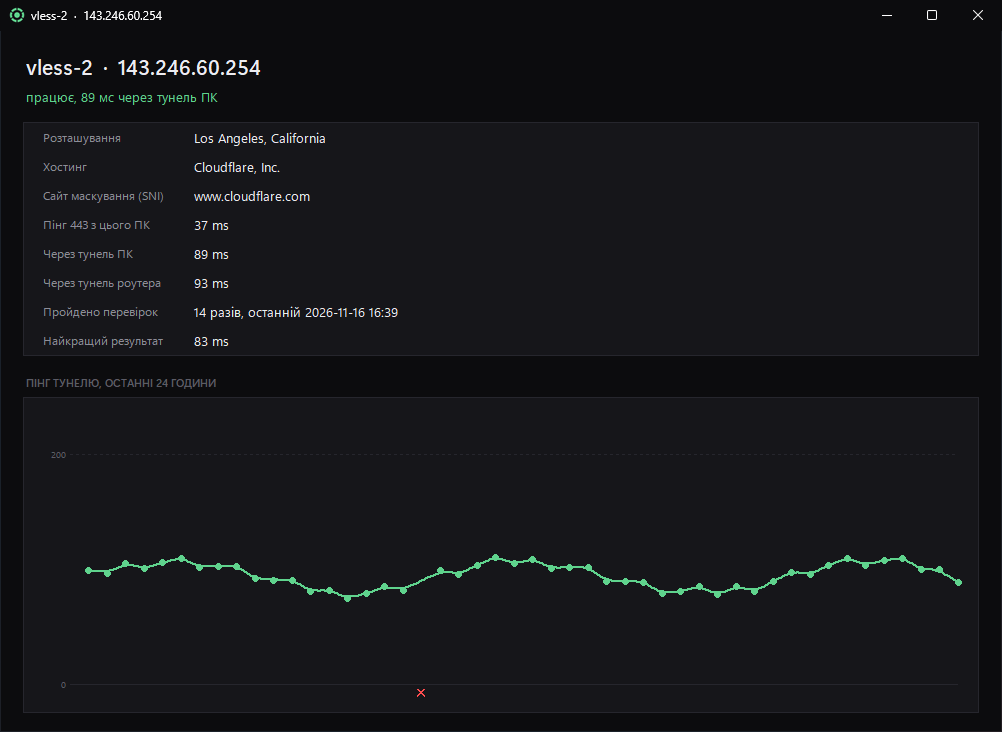 vless-2 · 143.246.60.254
vless-2 · 143.246.60.254
працює, 89 мс через тунель ПК
Розташування Los Angeles, California
Хостинг Cloudflare, Inc.
Сайт маскування (SNI) www.cloudflare.com
Пінг 443 з цього ПК 37 ms
Через тунель ПК 89 ms
Через тунель роутера 93 ms
Пройдено перевірок 14 разів, останній 2026-11-16 16:39
Найкращий результат 83 ms
ПІНГ ТУНЕЛЮ, ОСТАННІ 24 ГОДИНИ
200
0